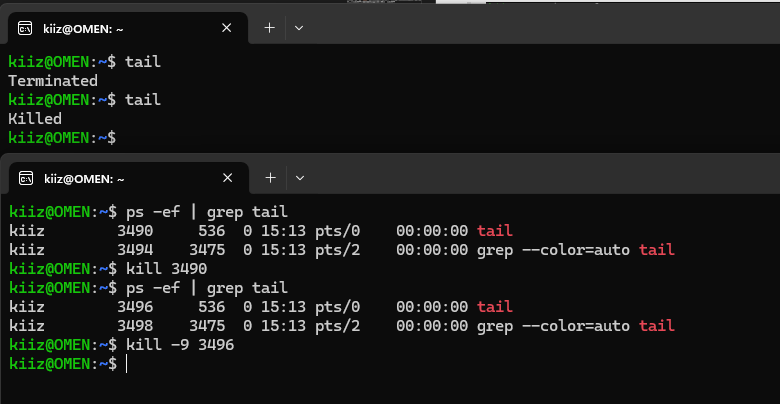 kiiz@OMEN: ~
kiiz@OMEN:~$ tail
Terminated
kiiz@OMEN:~$ tail
Killed
kiiz@OMEN:~$
kiiz@OMEN: ~
kiiz@OMEN:~$ ps -ef | grep tail
kiiz        3490     536  0 15:13 pts/0    00:00:00 tail
kiiz        3494    3475  0 15:13 pts/2    00:00:00 grep --color=auto tail
kiiz@OMEN:~$ kill 3490
kiiz@OMEN:~$ ps -ef | grep tail
kiiz        3496     536  0 15:13 pts/0    00:00:00 tail
kiiz        3498    3475  0 15:13 pts/2    00:00:00 grep --color=auto tail
kiiz@OMEN:~$ kill -9 3496
kiiz@OMEN:~$